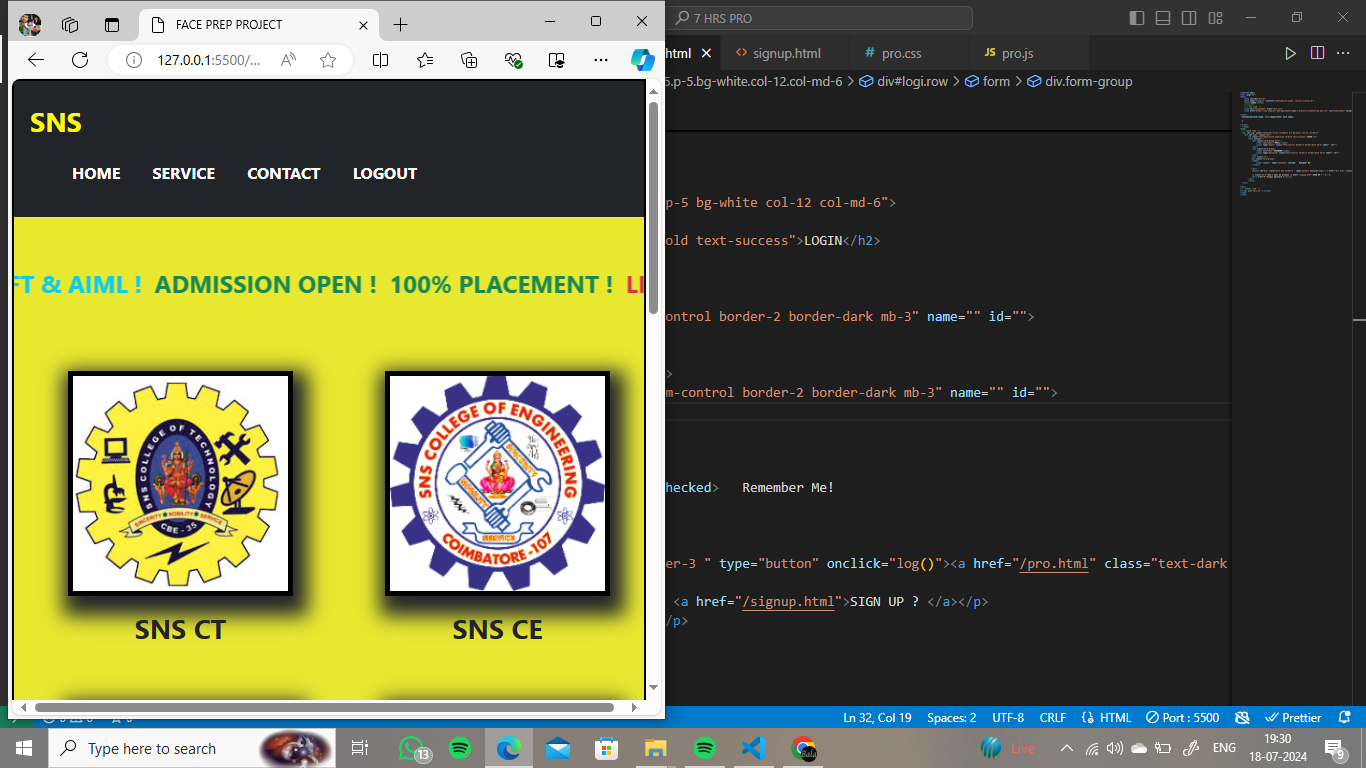 FACE PREP PROJECT
127.0.0.1:5500/...
SNS
HOME SERVICE CONTACT LOGOUT
FT & AIML ! ADMISSION OPEN ! 100% PLACEMENT !
SNS COLLEGE OF TECHNOLOGY
SINCERITY NOBILITY SERVICE
CBE - 35
SNS COLLEGE OF ENGINEERING
COIMBATORE -107
SNS CT SNS CE
7 HRS PRO
html signup.html pro.css JS pro.js
.p-5.bg-white.col-12.col-md-6 > div#logi.row > form > div.form-group
p-5 bg-white col-12 col-md-6">
old text-success">LOGIN</h2>
ontrol border-2 border-dark mb-3" name="" id="">
>
m-control border-2 border-dark mb-3" name="" id="">
hecked> Remember Me!
er-3 " type="button" onclick="log()"><a href="/pro.html" class="text-dark
<a href="/signup.html">SIGN UP ? </a></p>
/p>
Ln 32, Col 19 Spaces: 2 UTF-8 CRLF HTML Port : 5500 Prettier
Type here to search
13
Live
ENG
19:30
18-07-2024
9